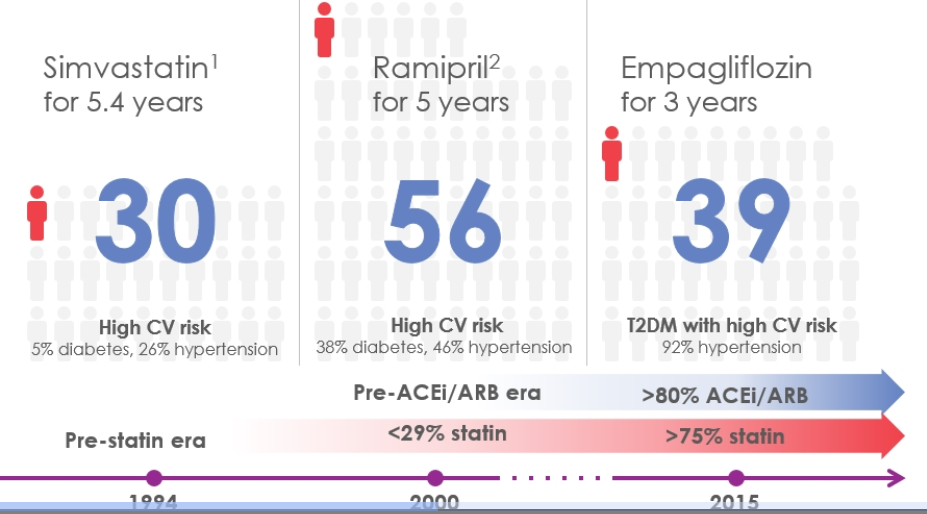 Simvastatin¹
for 5.4 years
30
High CV risk
5% diabetes, 26% hypertension
Ramipril²
for 5 years
56
High CV risk
38% diabetes, 46% hypertension
Empagliflozin
for 3 years
39
T2DM with high CV risk
92% hypertension
Pre-ACEi/ARB era
>80% ACEi/ARB
Pre-statin era
<29% statin
>75% statin
1994
2000
2015